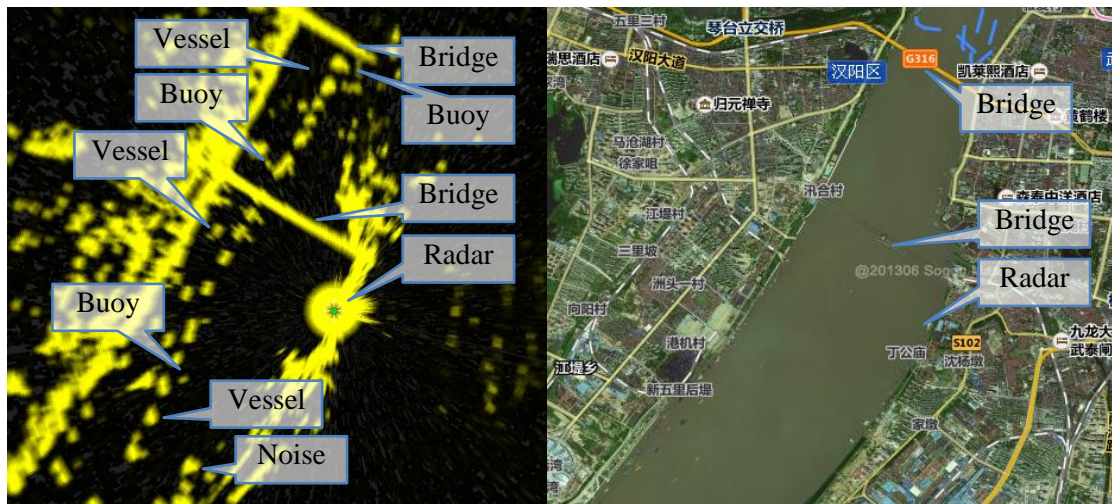 Vessel
Bridge
Buoy
Buoy
Vessel
Bridge
Radar
Buoy
Vessel
Noise
五里三村
琴台立交桥
瑞思酒店
汉阳大道
汉阳区
G316
凯莱熙酒店
Bridge
归元禅寺
黄鹤楼
马沧湖村
徐家咀
汛合村
江堤村
Bridge
三里坡
@201306 Sogou
洲头一村
Radar
向阳村
港机村
丁公庙
S102
沈杨墩
九龙大
武泰闸
江堤乡
新五里后堤
家墩